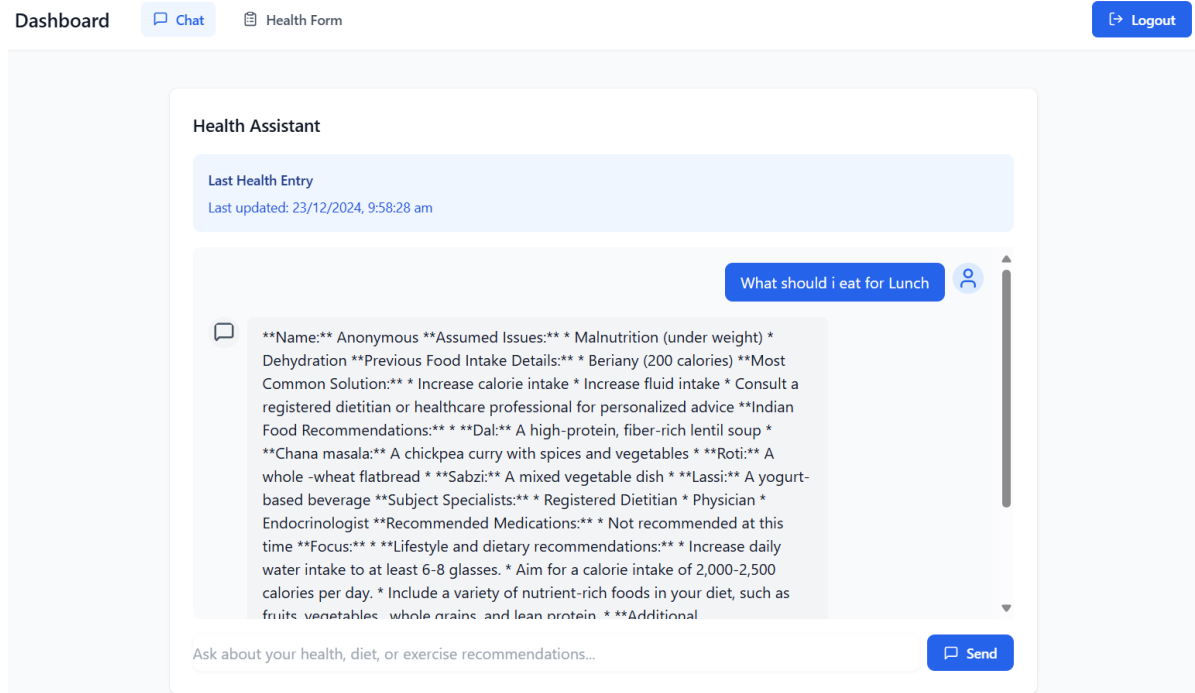 Dashboard
Chat
Health Form
Logout
Health Assistant
Last Health Entry
Last updated: 23/12/2024, 9:58:28 am
What should i eat for Lunch
**Name:** Anonymous **Assumed Issues:** * Malnutrition (under weight) *
Dehydration **Previous Food Intake Details:** * Beriany (200 calories) **Most
Common Solution:** * Increase calorie intake * Increase fluid intake * Consult a
registered dietitian or healthcare professional for personalized advice **Indian
Food Recommendations:** * **Dal:** A high-protein, fiber-rich lentil soup *
**Chana masala:** A chickpea curry with spices and vegetables * **Roti:** A
whole -wheat flatbread * **Sabzi:** A mixed vegetable dish * **Lassi:** A yogurt-
based beverage **Subject Specialists:** * Registered Dietitian * Physician *
Endocrinologist **Recommended Medications:** * Not recommended at this
time **Focus:** * **Lifestyle and dietary recommendations:** * Increase daily
water intake to at least 6-8 glasses. * Aim for a calorie intake of 2,000-2,500
calories per day. * Include a variety of nutrient-rich foods in your diet, such as
fruits, vegetables, whole grains, and lean protein. * **Additional
Ask about your health, diet, or exercise recommendations...
Send